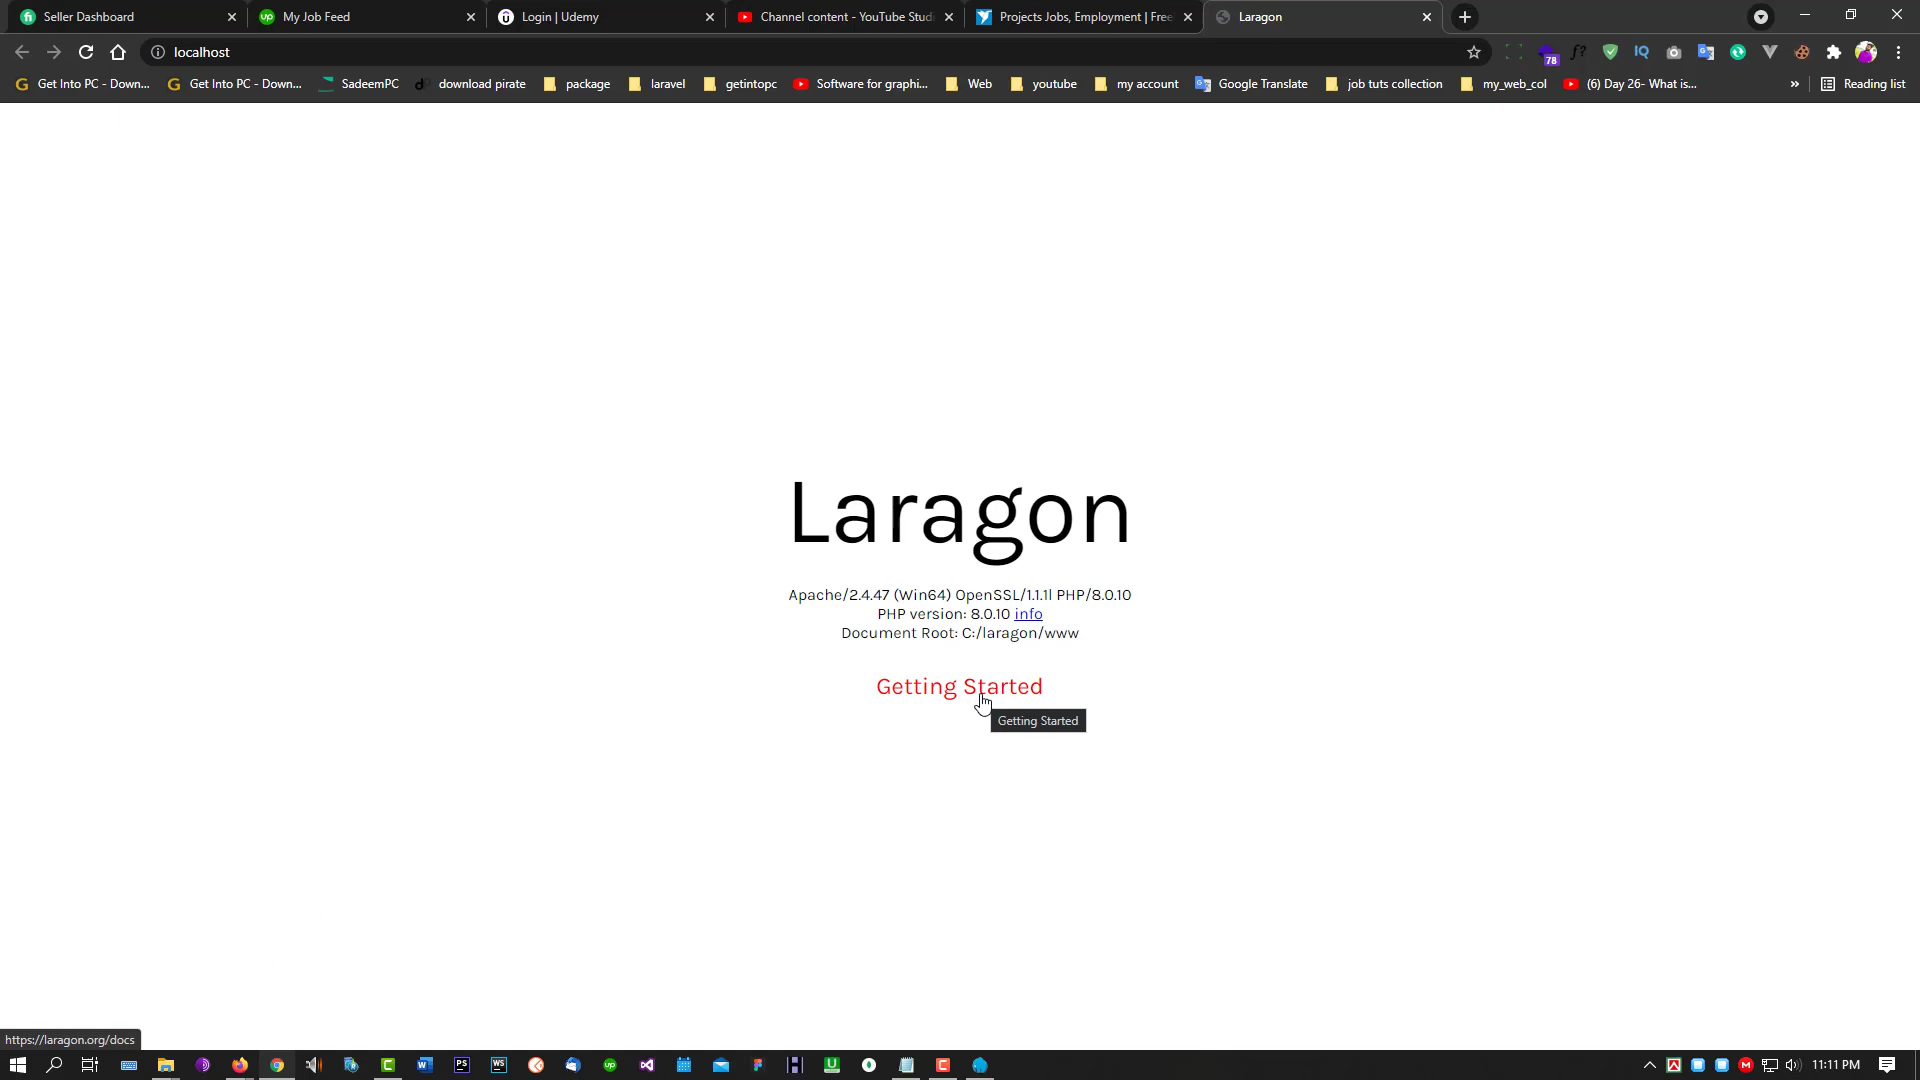 Seller Dashboard
My Job Feed
Login | Udemy
Channel content - YouTube Studi
Projects Jobs, Employment | Free
Laragon
localhost
78
f?
IQ
Get Into PC - Down...
Get Into PC - Down...
SadeemPC
download pirate
package
laravel
getintopc
Software for graphi...
Web
youtube
my account
Google Translate
job tuts collection
my_web_col
(6) Day 26- What is...
»
Reading list
Laragon
Apache/2.4.47 (Win64) OpenSSL/1.1.1l PHP/8.0.10
PHP version: 8.0.10 info
Document Root: C:/laragon/www
Getting Started
Getting Started
https://laragon.org/docs
11:11 PM